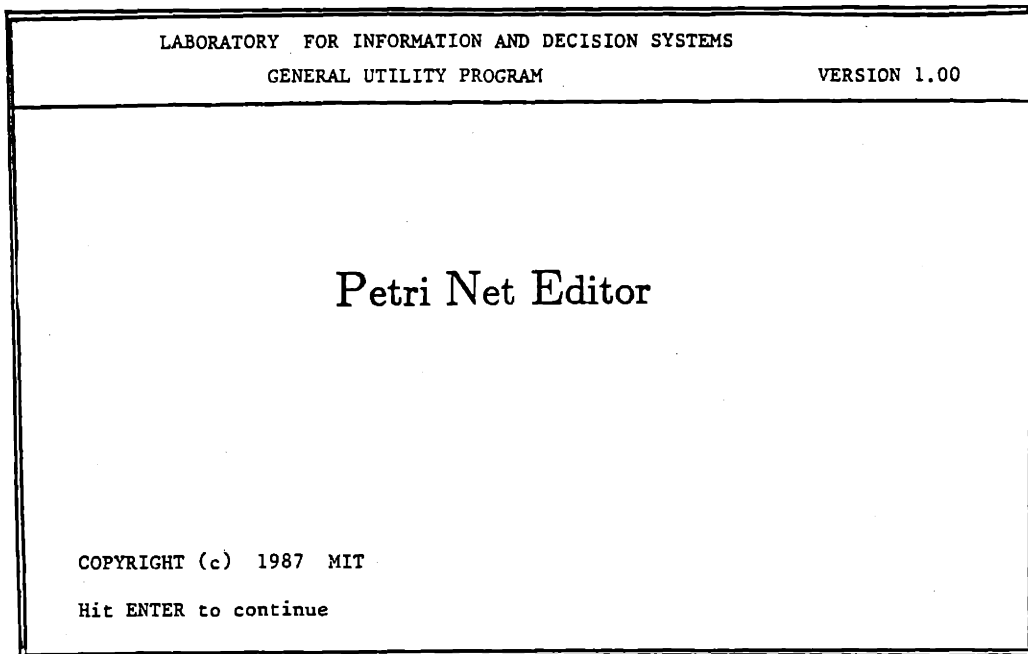 LABORATORY FOR INFORMATION AND DECISION SYSTEMS
GENERAL UTILITY PROGRAM VERSION 1.00
Petri Net Editor
COPYRIGHT (c) 1987 MIT
Hit ENTER to continue